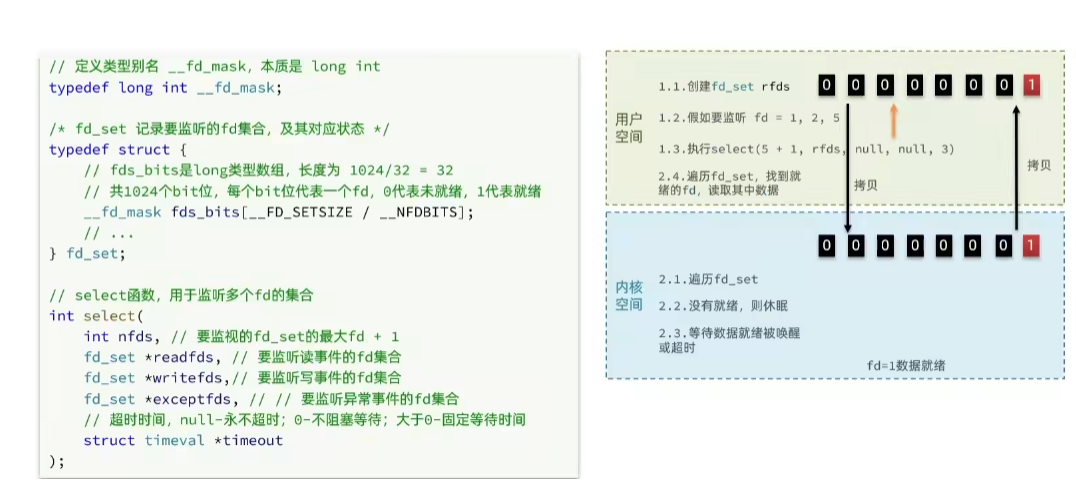 // 定义类型别名 __fd_mask，本质是 long int
typedef long int __fd_mask;
/* fd_set 记录要监听的fd集合，及其对应状态 */
typedef struct {
// fds_bits是long类型数组，长度为 1024/32 = 32
// 共1024个bit位，每个bit位代表一个fd，0代表未就绪，1代表就绪
__fd_mask fds_bits[__FD_SETSIZE / __NFDBITS];
// ...
} fd_set;
// select函数，用于监听多个fd的集合
int select(
int nfds, // 要监视的fd_set的最大fd + 1
fd_set *readfds, // 要监听读事件的fd集合
fd_set *writefds,// 要监听写事件的fd集合
fd_set *exceptfds, // // 要监听异常事件的fd集合
// 超时时间，null-永不超时；0-不阻塞等待；大于0-固定等待时间
struct timeval *timeout
);
用户
空间
1.1.创建fd_set rfds
0 0 0 0 0 0 0 1
1.2.假如要监听 fd = 1, 2, 5
1.3.执行select(5 + 1, rfds, null, null, 3)
2.4.遍历fd_set，找到就
绪的fd，读取其中数据
拷贝
拷贝
0 0 0 0 0 0 0 1
内核
空间
2.1.遍历fd_set
2.2.没有就绪，则休眠
2.3.等待数据就绪被唤醒
或超时
fd=1数据就绪